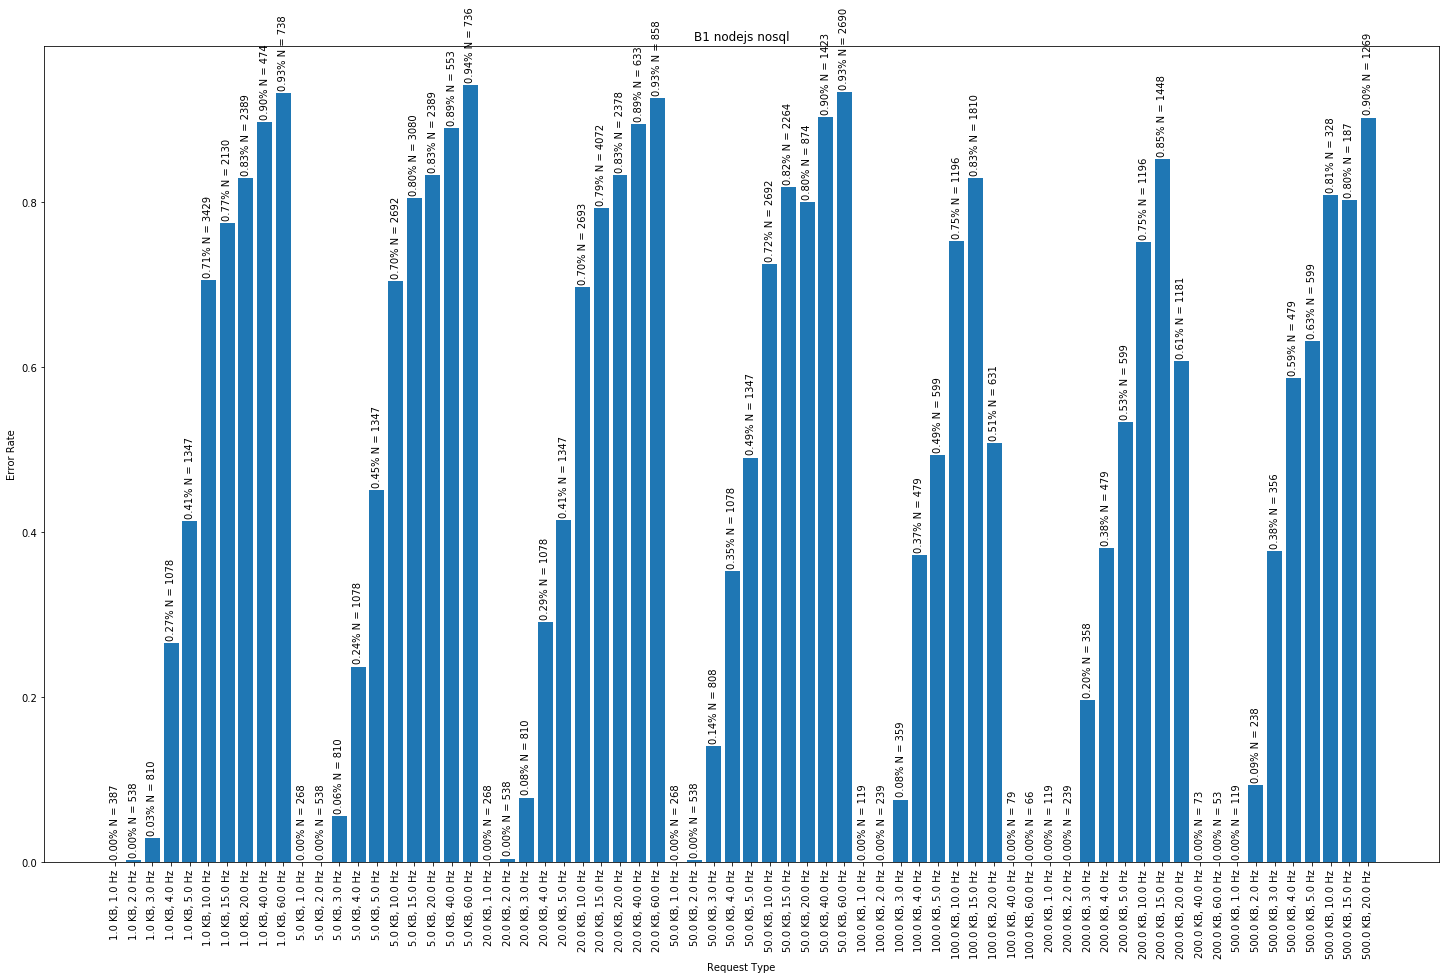 B1 nodejs nosql
Error Rate
0.8
0.6
0.4
0.2
0.0
0.00% N = 387
0.00% N = 538
0.03% N = 810
0.27% N = 1078
0.41% N = 1347
0.71% N = 3429
0.77% N = 2130
0.83% N = 2389
0.90% N = 474
0.93% N = 738
0.00% N = 268
0.00% N = 538
0.06% N = 810
0.24% N = 1078
0.45% N = 1347
0.70% N = 2692
0.80% N = 3080
0.83% N = 2389
0.89% N = 553
0.94% N = 736
0.00% N = 268
0.00% N = 538
0.08% N = 810
0.29% N = 1078
0.41% N = 1347
0.70% N = 2693
0.79% N = 4072
0.83% N = 2378
0.89% N = 633
0.93% N = 858
0.00% N = 268
0.00% N = 538
0.14% N = 808
0.35% N = 1078
0.49% N = 1347
0.72% N = 2692
0.82% N = 2264
0.80% N = 874
0.90% N = 1423
0.93% N = 2690
0.00% N = 119
0.00% N = 239
0.08% N = 359
0.37% N = 479
0.49% N = 599
0.75% N = 1196
0.83% N = 1810
0.51% N = 631
0.00% N = 79
0.00% N = 66
0.00% N = 119
0.00% N = 239
0.20% N = 358
0.38% N = 479
0.53% N = 599
0.75% N = 1196
0.85% N = 1448
0.61% N = 1181
0.00% N = 73
0.00% N = 53
0.00% N = 119
0.09% N = 238
0.38% N = 356
0.59% N = 479
0.63% N = 599
0.81% N = 328
0.80% N = 187
0.90% N = 1269
1.0 KB, 1.0 Hz
1.0 KB, 2.0 Hz
1.0 KB, 3.0 Hz
1.0 KB, 4.0 Hz
1.0 KB, 5.0 Hz
1.0 KB, 10.0 Hz
1.0 KB, 15.0 Hz
1.0 KB, 20.0 Hz
1.0 KB, 40.0 Hz
1.0 KB, 60.0 Hz
5.0 KB, 1.0 Hz
5.0 KB, 2.0 Hz
5.0 KB, 3.0 Hz
5.0 KB, 4.0 Hz
5.0 KB, 5.0 Hz
5.0 KB, 10.0 Hz
5.0 KB, 15.0 Hz
5.0 KB, 20.0 Hz
5.0 KB, 40.0 Hz
5.0 KB, 60.0 Hz
20.0 KB, 1.0 Hz
20.0 KB, 2.0 Hz
20.0 KB, 3.0 Hz
20.0 KB, 4.0 Hz
20.0 KB, 5.0 Hz
20.0 KB, 10.0 Hz
20.0 KB, 15.0 Hz
20.0 KB, 20.0 Hz
20.0 KB, 40.0 Hz
20.0 KB, 60.0 Hz
50.0 KB, 1.0 Hz
50.0 KB, 2.0 Hz
50.0 KB, 3.0 Hz
50.0 KB, 4.0 Hz
50.0 KB, 5.0 Hz
50.0 KB, 10.0 Hz
50.0 KB, 15.0 Hz
50.0 KB, 20.0 Hz
50.0 KB, 40.0 Hz
50.0 KB, 60.0 Hz
100.0 KB, 1.0 Hz
100.0 KB, 2.0 Hz
100.0 KB, 3.0 Hz
100.0 KB, 4.0 Hz
100.0 KB, 5.0 Hz
100.0 KB, 10.0 Hz
100.0 KB, 15.0 Hz
100.0 KB, 20.0 Hz
100.0 KB, 40.0 Hz
100.0 KB, 60.0 Hz
200.0 KB, 1.0 Hz
200.0 KB, 2.0 Hz
200.0 KB, 3.0 Hz
200.0 KB, 4.0 Hz
200.0 KB, 5.0 Hz
200.0 KB, 10.0 Hz
200.0 KB, 15.0 Hz
200.0 KB, 20.0 Hz
200.0 KB, 40.0 Hz
200.0 KB, 60.0 Hz
500.0 KB, 1.0 Hz
500.0 KB, 2.0 Hz
500.0 KB, 3.0 Hz
500.0 KB, 4.0 Hz
500.0 KB, 5.0 Hz
500.0 KB, 10.0 Hz
500.0 KB, 15.0 Hz
500.0 KB, 20.0 Hz
Request Type